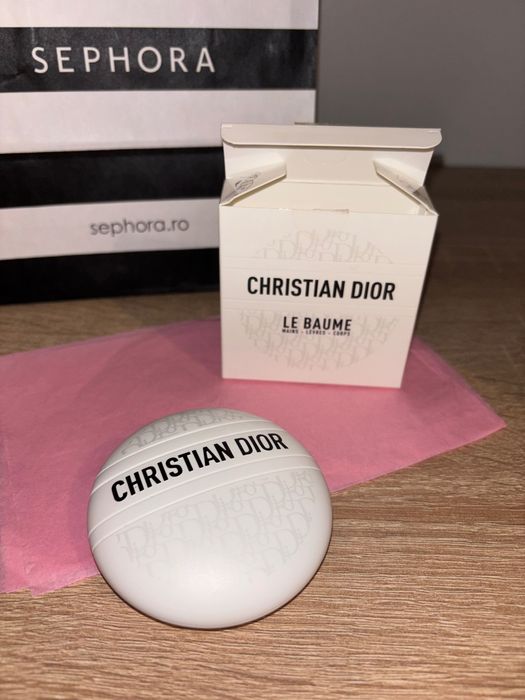 SEPHORA
sephora.ro
CHRISTIAN DIOR
LE BAUME
MAINS - LÈVRES - CORPS
CHRISTIAN DIOR